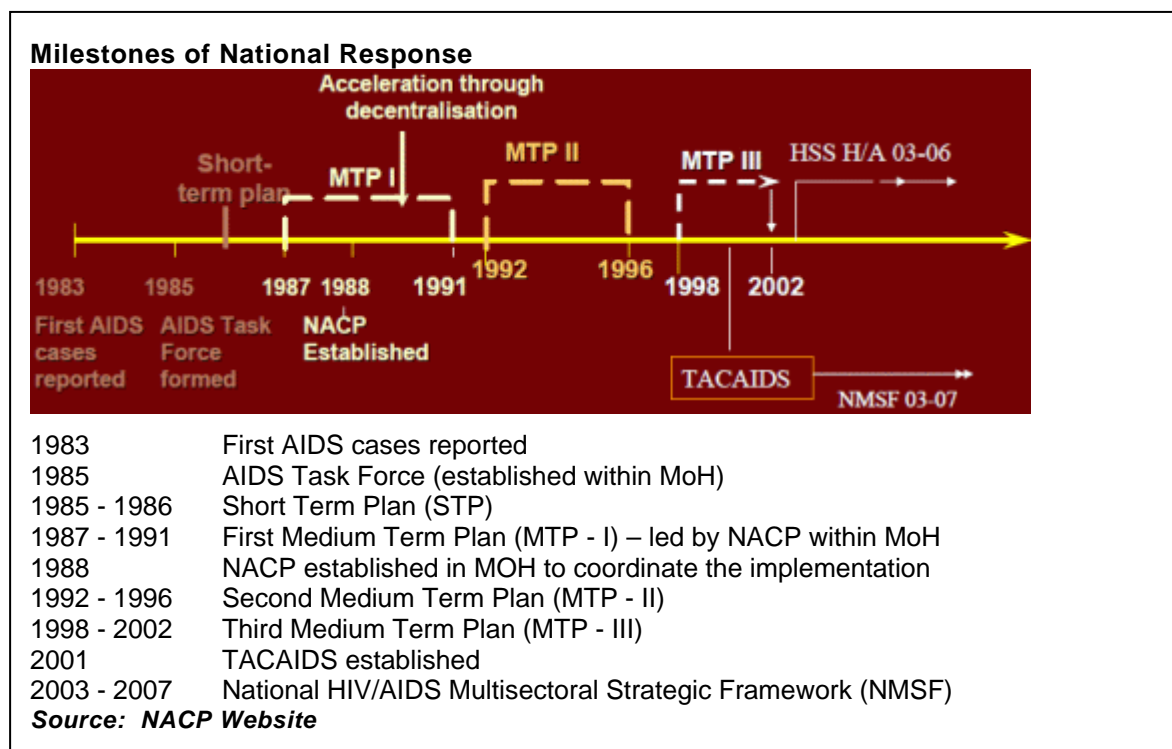 Milestones of National Response
Acceleration through
decentralisation
Short-
term plan
MTP I
MTP II
MTP III
HSS H/A 03-06
1983
1985
1987
1988
1991
1992
1996
1998
2002
First AIDS
cases
reported
AIDS Task
Force
formed
NACP
Established
TACAIDS
NMSF 03-07
1983 First AIDS cases reported
1985 AIDS Task Force (established within MoH)
1985 - 1986 Short Term Plan (STP)
1987 - 1991 First Medium Term Plan (MTP - I) – led by NACP within MoH
1988 NACP established in MOH to coordinate the implementation
1992 - 1996 Second Medium Term Plan (MTP - II)
1998 - 2002 Third Medium Term Plan (MTP - III)
2001 TACAIDS established
2003 - 2007 National HIV/AIDS Multisectoral Strategic Framework (NMSF)
Source: NACP Website